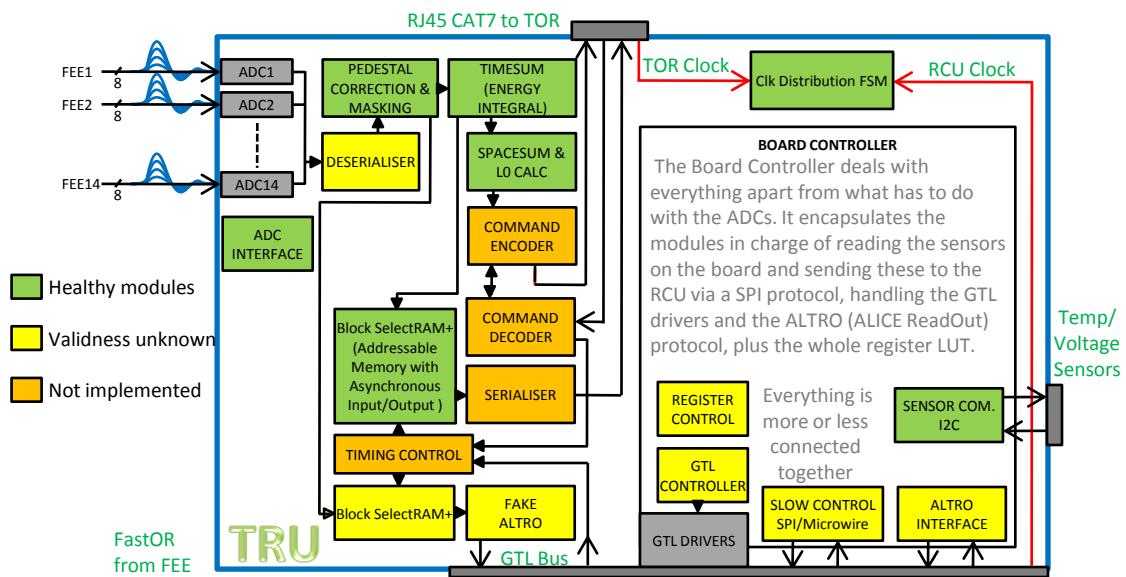 RJ45 CAT7 to TOR
FEE1
8
FEE2
8
FEE14
8
ADC1
ADC2
ADC14
PEDESTAL
CORRECTION &
MASKING
TIMESUM
(ENERGY
INTEGRAL)
TOR Clock
Clk Distribution FSM
RCU Clock
DESERIALISER
SPACESUM &
L0 CALC
ADC
INTERFACE
COMMAND
ENCODER
Healthy modules
Validness unknown
Not implemented
Block SelectRAM+
(Addressable
Memory with
Asynchronous
Input/Output )
COMMAND
DECODER
SERIALISER
TIMING CONTROL
Block SelectRAM+
FAKE
ALTRO
BOARD CONTROLLER
The Board Controller deals with
everything apart from what has to do
with the ADCs. It encapsulates the
modules in charge of reading the sensors
on the board and sending these to the
RCU via a SPI protocol, handling the GTL
drivers and the ALTRO (ALICE ReadOut)
protocol, plus the whole register LUT.
Temp/
Voltage
Sensors
REGISTER
CONTROL
Everything is
more or less
connected
together
SENSOR COM.
I2C
GTL
CONTROLLER
GTL DRIVERS
SLOW CONTROL
SPI/Microwire
ALTRO
INTERFACE
FastOR
from FEE
TRU
GTL Bus